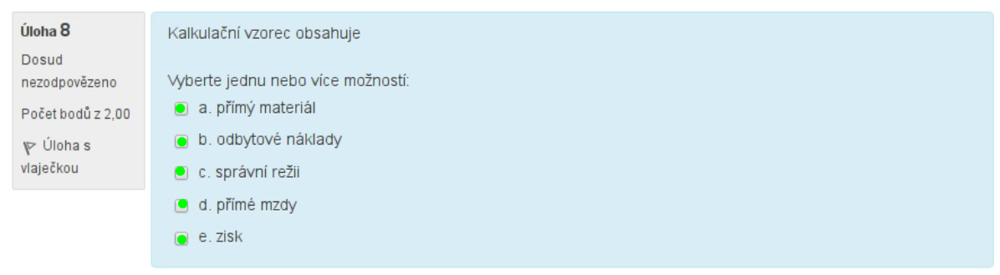 Úloha 8
Dosud
nezodpovězeno
Počet bodů z 2,00
Úloha s
vlaječkou
Kalkulační vzorec obsahuje
Vyberte jednu nebo více možností:
a. přímý materiál
b. odbytové náklady
c. správní režii
d. přímé mzdy
e. zisk